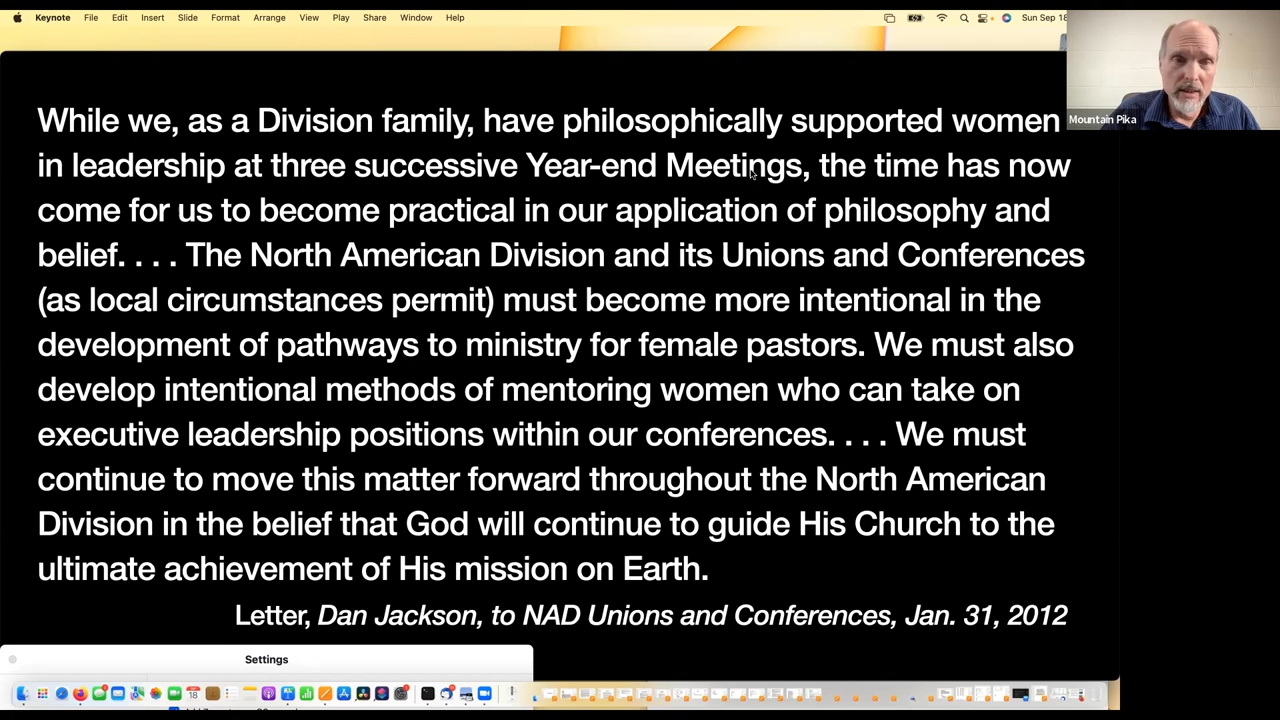 Keynote File Edit Insert Slide Format Arrange View Play Share Window Help Sun Sep 18
While we, as a Division family, have philosophically supported women
in leadership at three successive Year-end Meetings, the time has now
come for us to become practical in our application of philosophy and
belief. . . . The North American Division and its Unions and Conferences
(as local circumstances permit) must become more intentional in the
development of pathways to ministry for female pastors. We must also
develop intentional methods of mentoring women who can take on
executive leadership positions within our conferences. . . . We must
continue to move this matter forward throughout the North American
Division in the belief that God will continue to guide His Church to the
ultimate achievement of His mission on Earth.
Letter, Dan Jackson, to NAD Unions and Conferences, Jan. 31, 2012
Mountain Pika
Settings